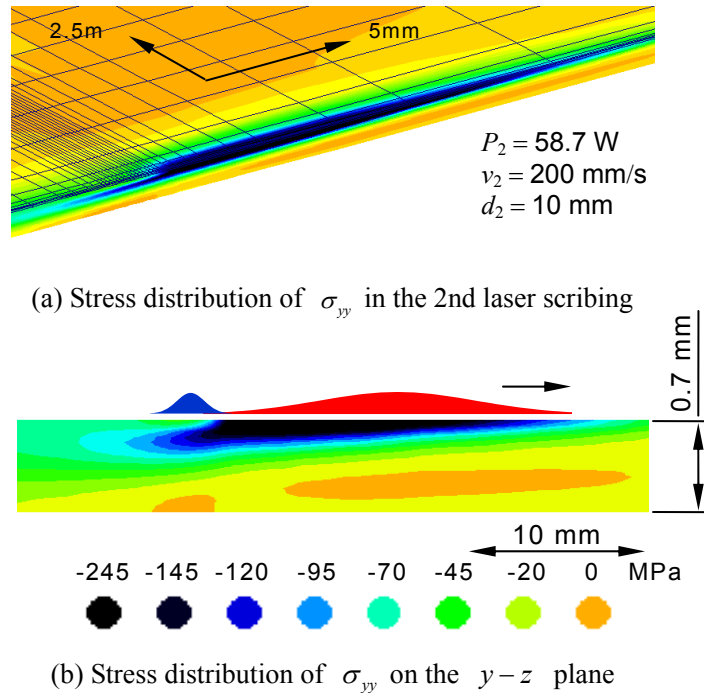 2.5m
5mm
P₂ = 58.7 W
v₂ = 200 mm/s
d₂ = 10 mm
(a) Stress distribution of σyy in the 2nd laser scribing
0.7 mm
10 mm
-245 -145 -120 -95 -70 -45 -20 0 MPa
(b) Stress distribution of σyy on the y − z plane